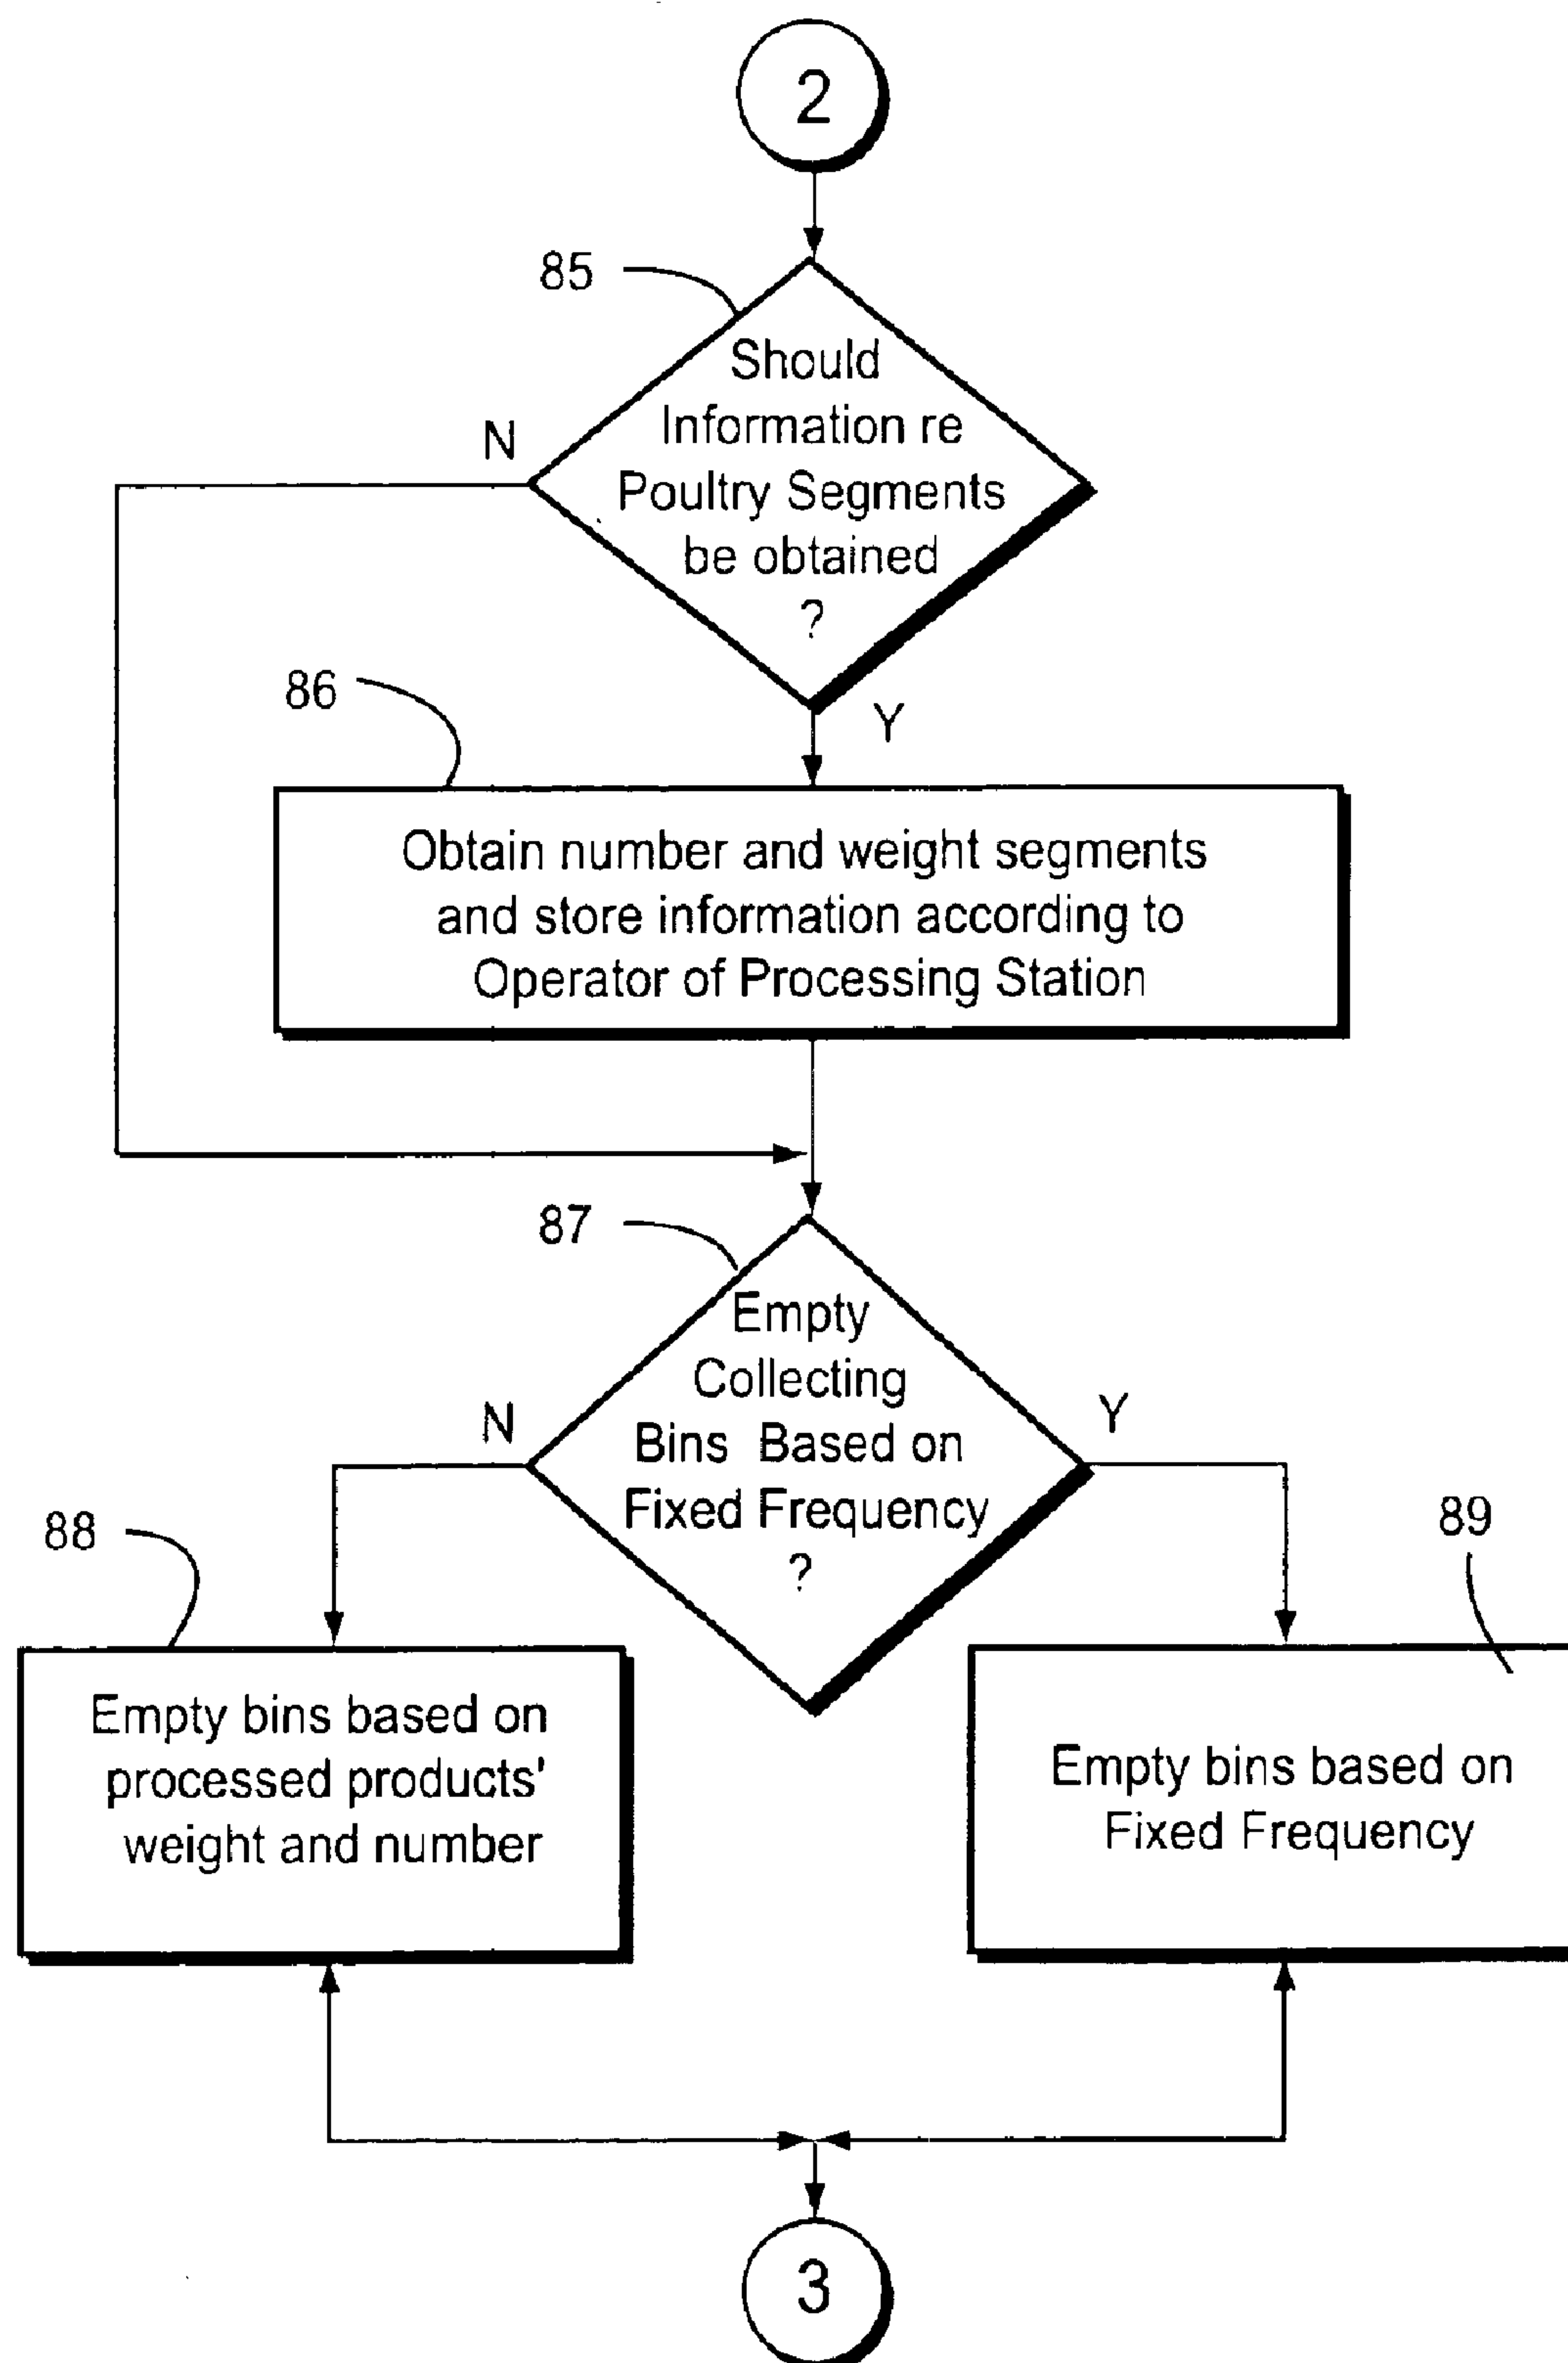 2
85
Should
Information re
Poultry Segments
be obtained
?
N
Y
86
Obtain number and weight segments
and store information according to
Operator of Processing Station
87
Empty
Collecting
Bins Based on
Fixed Frequency
?
N
Y
88
Empty bins based on
processed products'
weight and number
89
Empty bins based on
Fixed Frequency
3